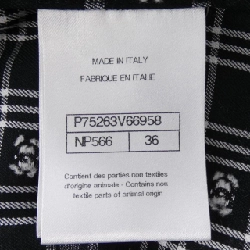 MADE IN ITALY
FABRIQUE EN ITALIE
P75263V66958
NP566 36
Contient des parties non textiles
d'origine animale - Contains non
textile parts of animal origin